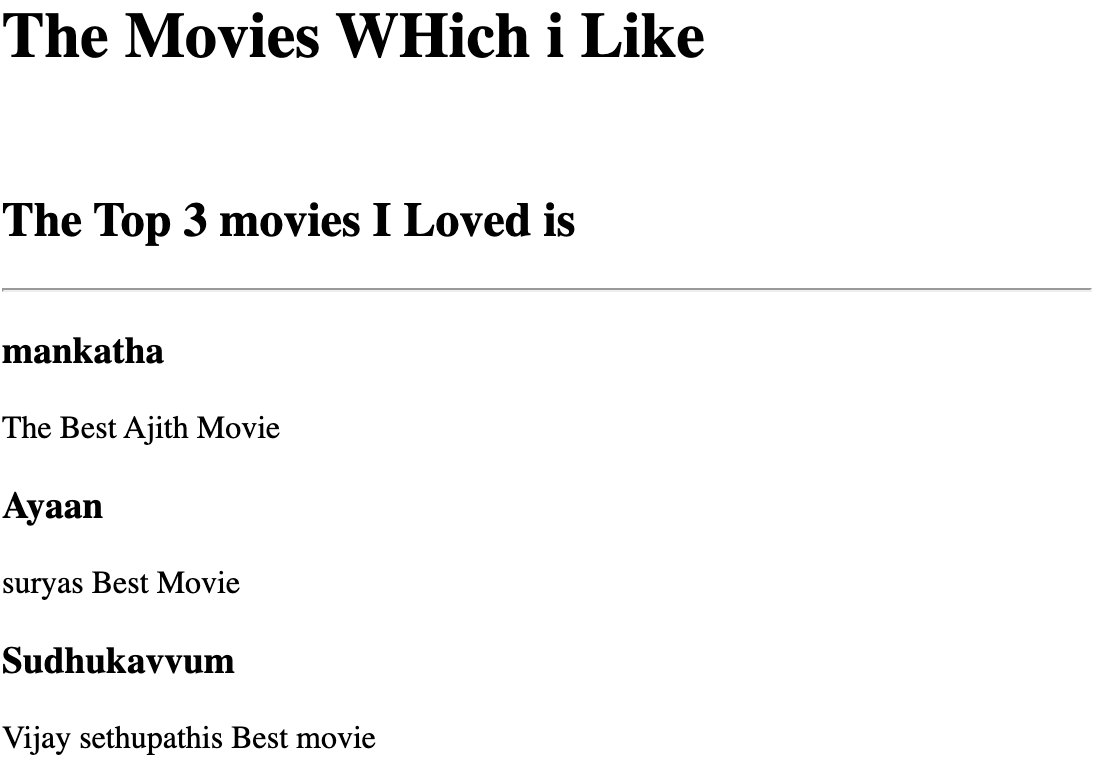 The Movies WHich i Like
The Top 3 movies I Loved is
mankatha
The Best Ajith Movie
Ayaan
suryas Best Movie
Sudhukavvum
Vijay sethupathis Best movie